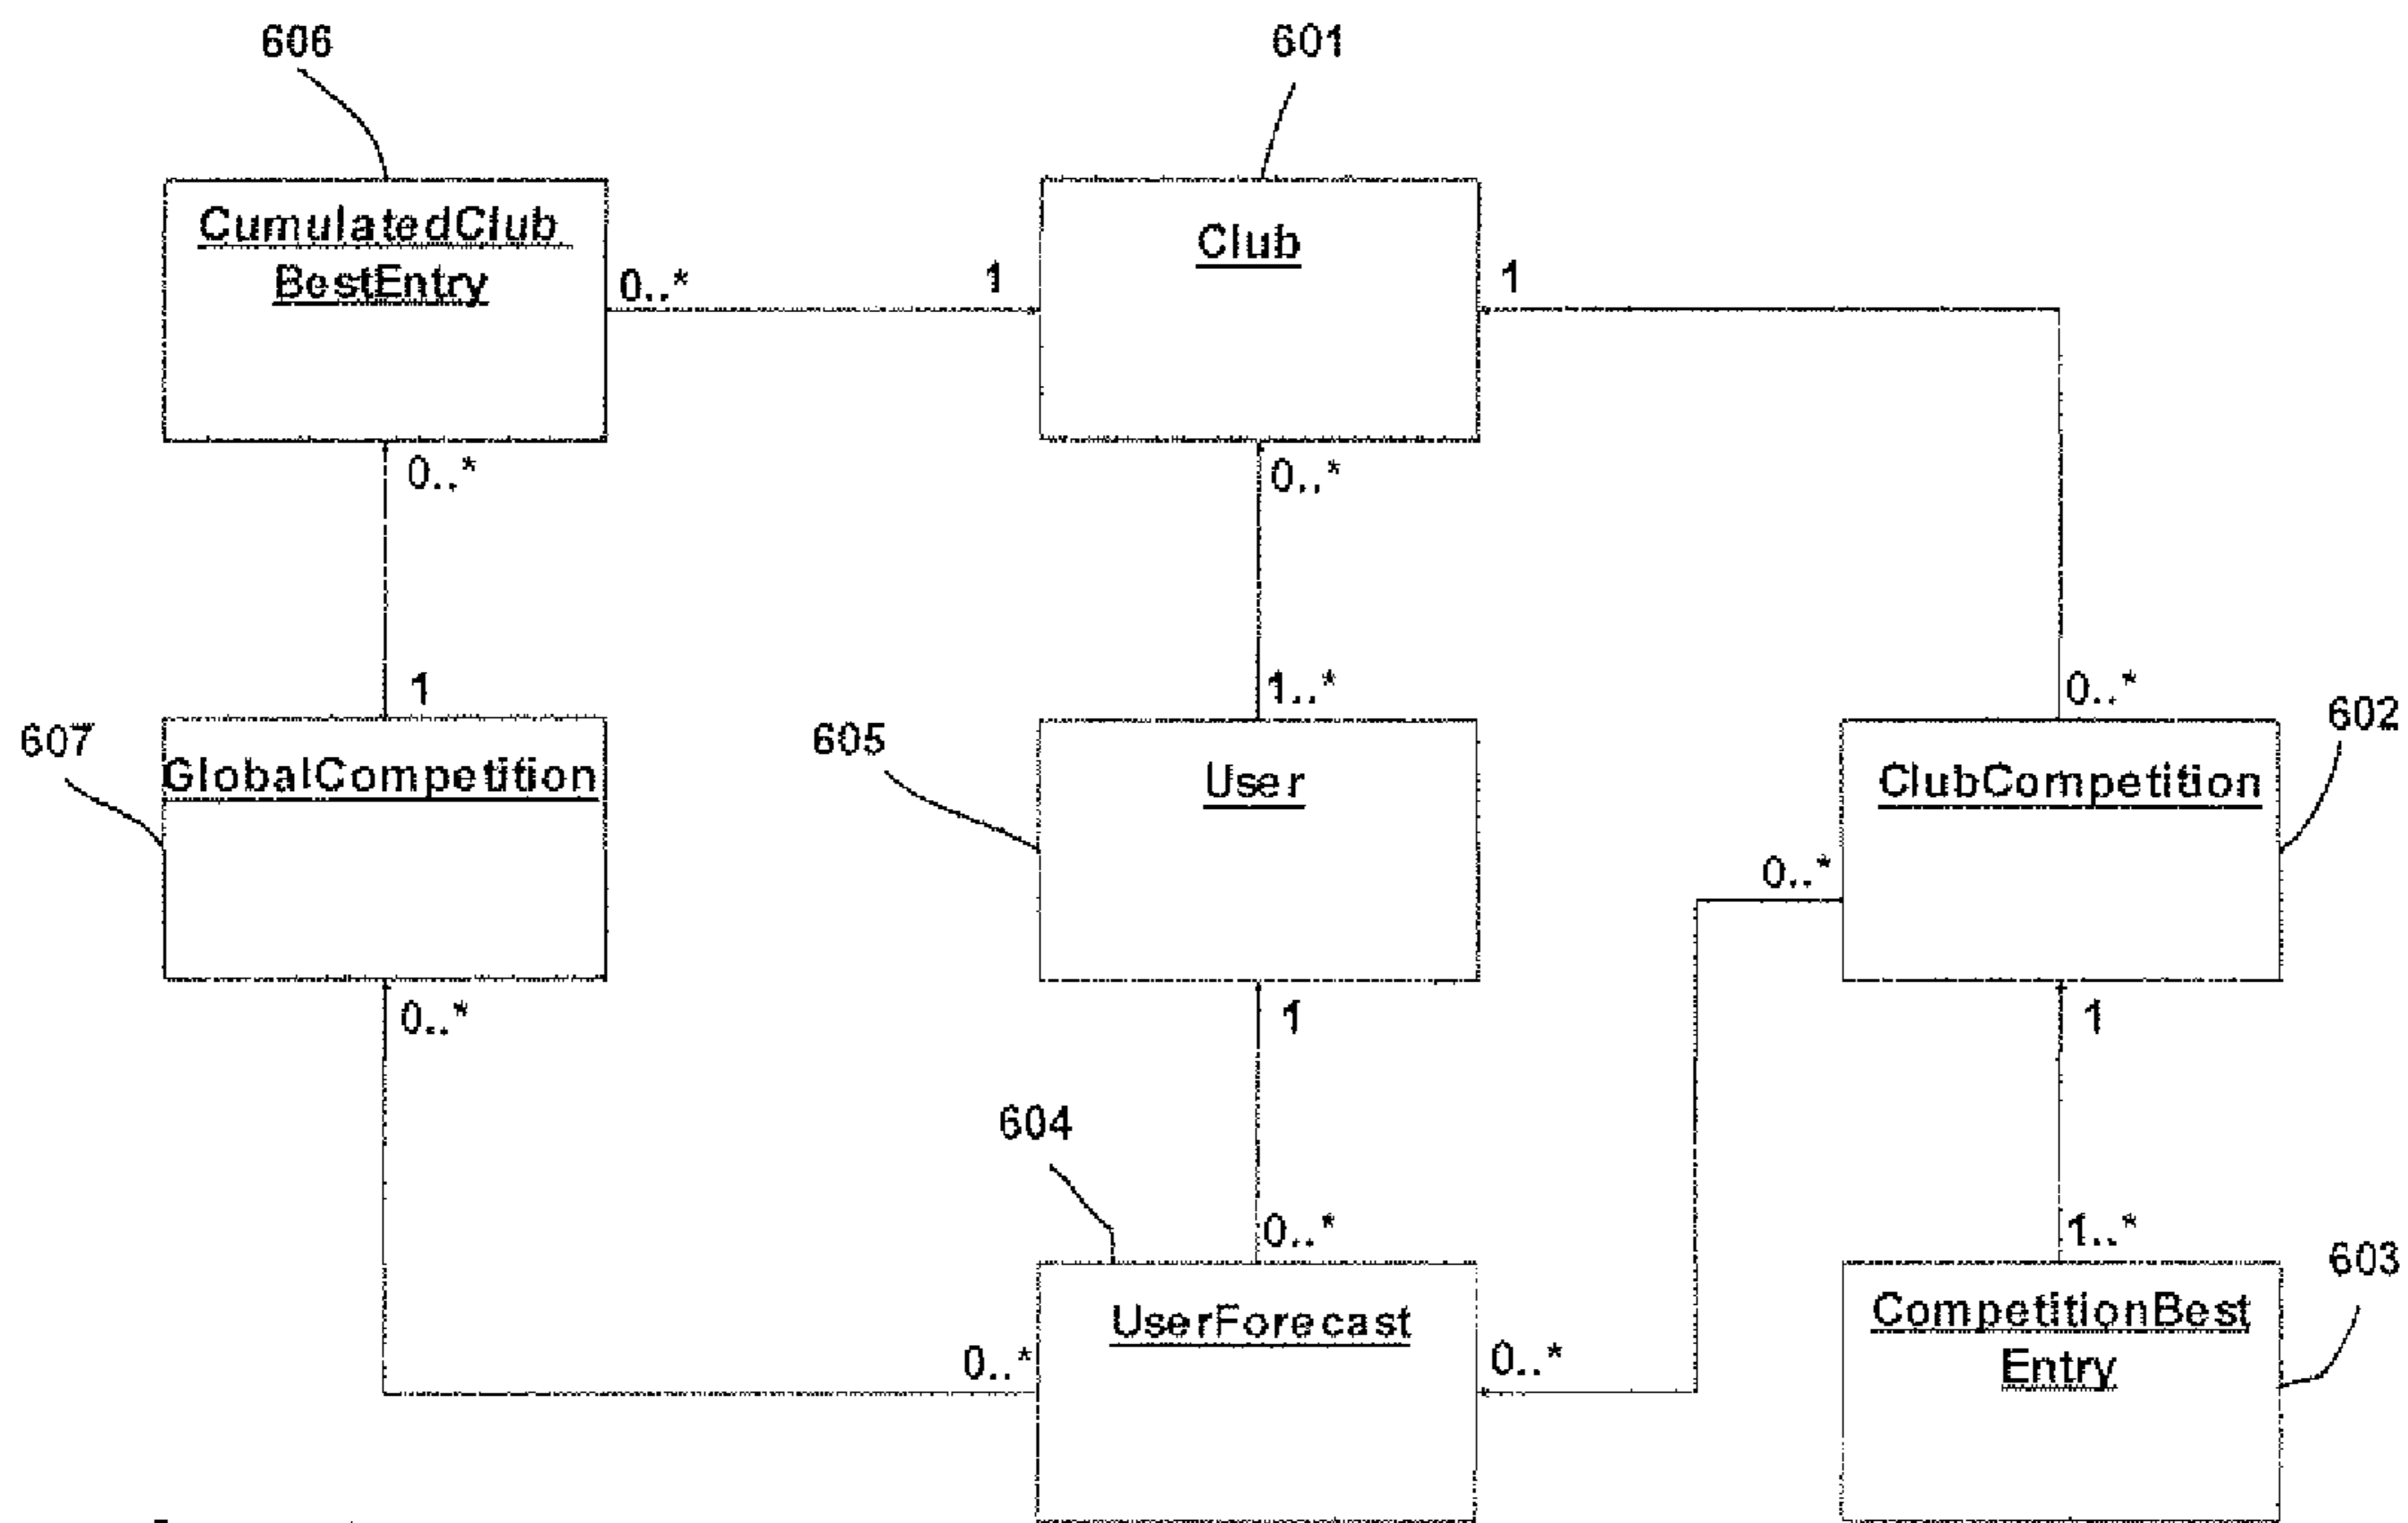 606
601
CumulatedClub
BestEntry
Club
0..*
1
1
0..*
0..*
1
1..*
0..*
607
605
602
GlobalCompetition
User
ClubCompetition
0..*
0..*
1
1
604
0..*
1..*
603
UserForecast
CompetitionBest
Entry
0..*
0..*